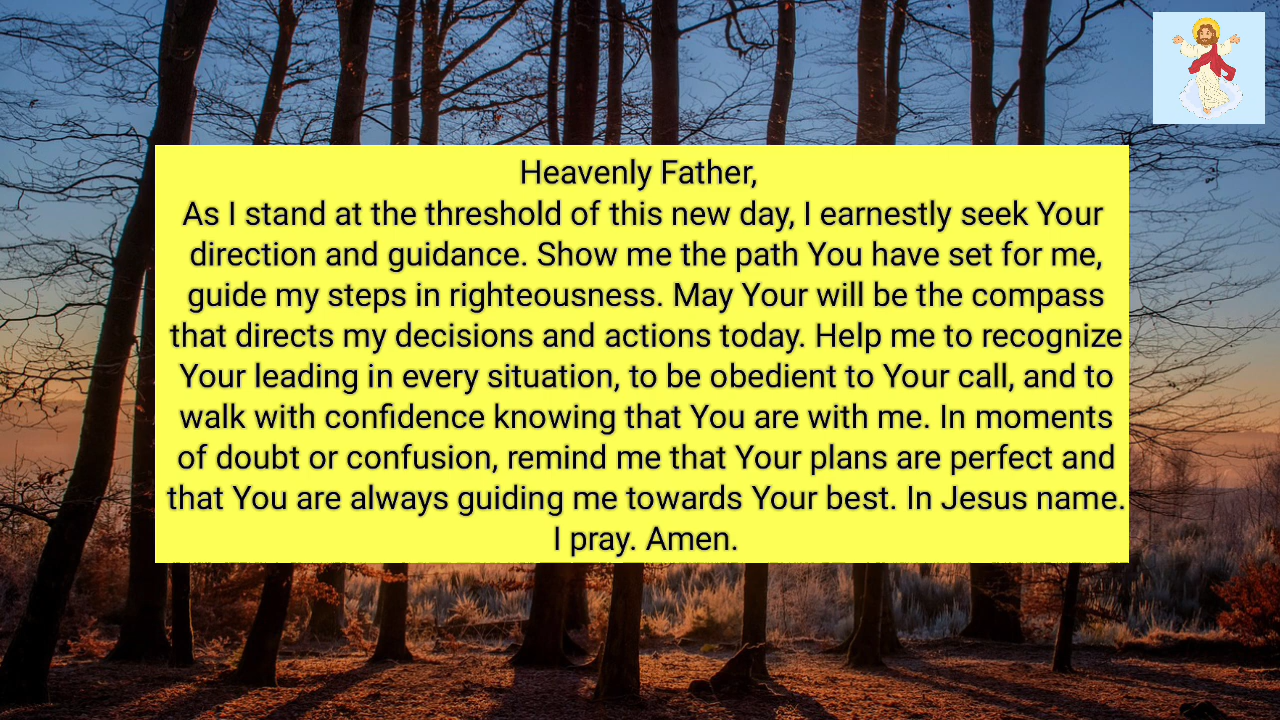 Heavenly Father,
As I stand at the threshold of this new day, I earnestly seek Your
direction and guidance. Show me the path You have set for me,
guide my steps in righteousness. May Your will be the compass
that directs my decisions and actions today. Help me to recognize
Your leading in every situation, to be obedient to Your call, and to
walk with confidence knowing that You are with me. In moments
of doubt or confusion, remind me that Your plans are perfect and
that You are always guiding me towards Your best. In Jesus name.
I pray. Amen.